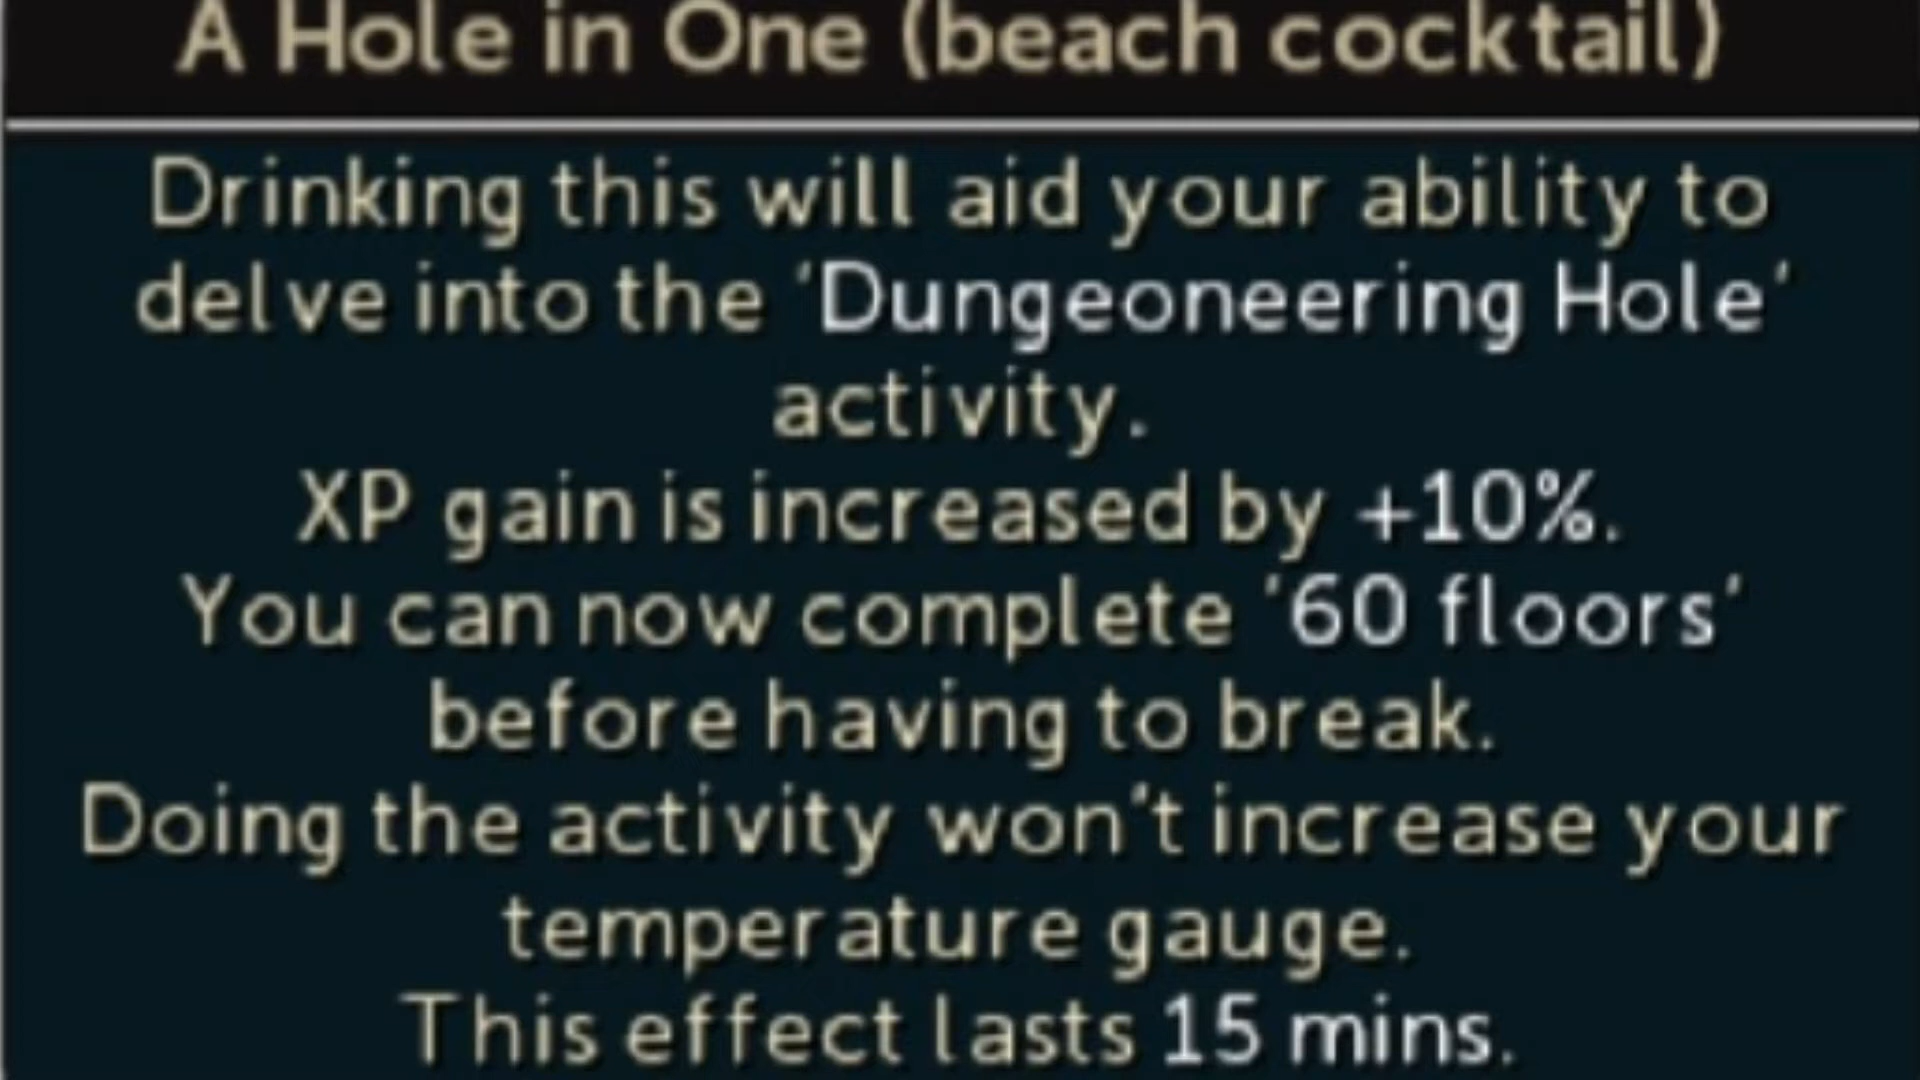 A Hole in One (beach cocktail)
Drinking this will aid your ability to
delve into the 'Dungeoneering Hole'
activity.
XP gain is increased by +10%.
You can now complete '60 floors'
before having to break.
Doing the activity won't increase your
temperature gauge.
This effect lasts 15 mins.